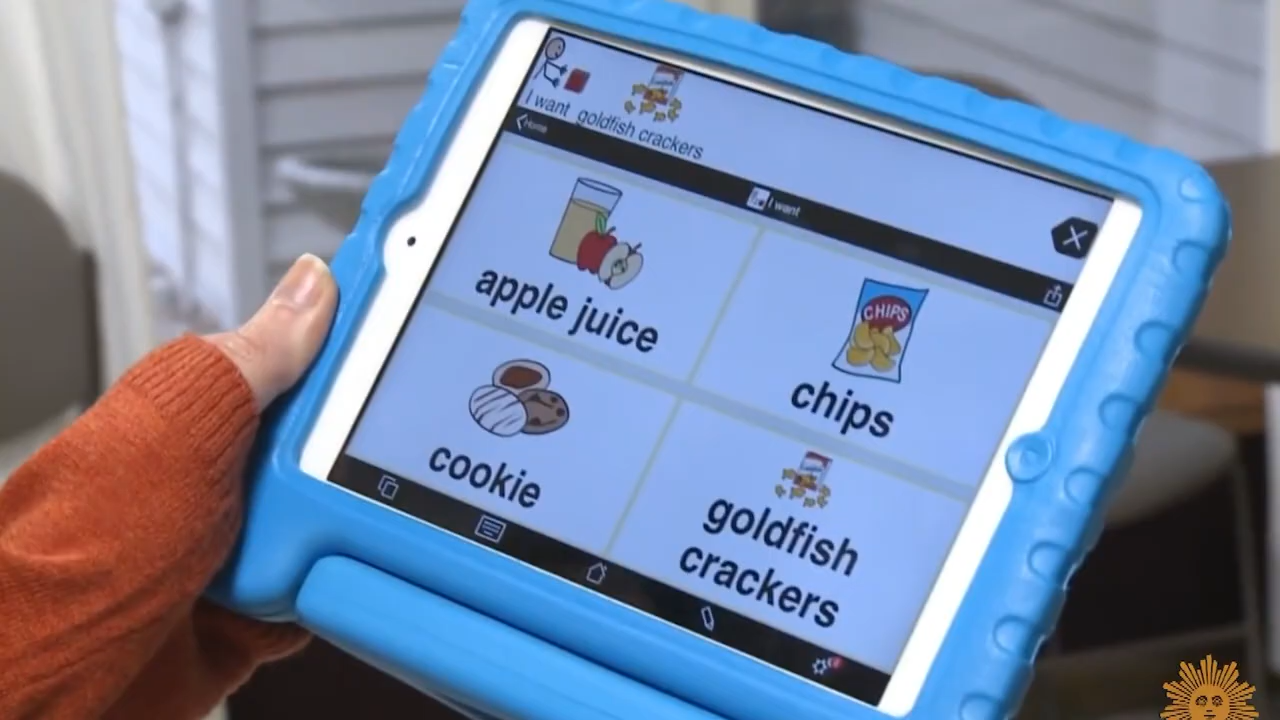 I want goldfish crackers
Home
I want
apple juice
CHIPS
chips
cookie
goldfish
crackers